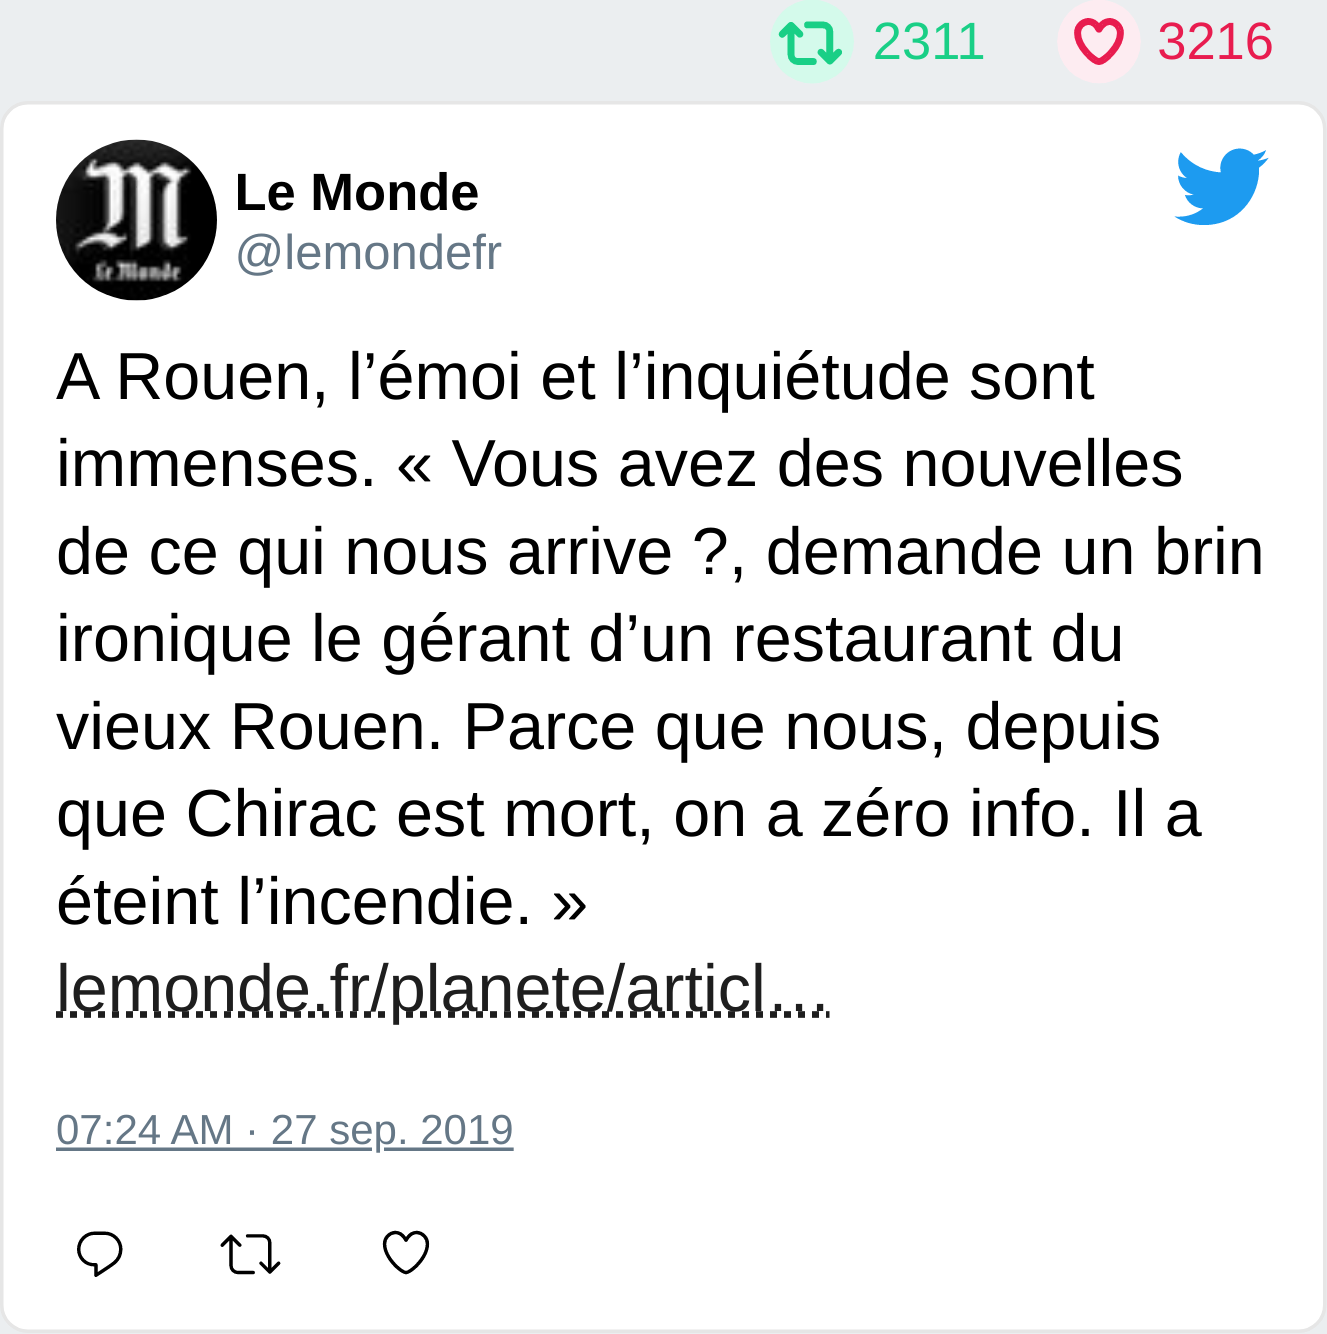 2311 3216
Le Monde
Le Monde
@lemondefr
A Rouen, l’émoi et l’inquiétude sont
immenses. « Vous avez des nouvelles
de ce qui nous arrive ?, demande un brin
ironique le gérant d’un restaurant du
vieux Rouen. Parce que nous, depuis
que Chirac est mort, on a zéro info. Il a
éteint l’incendie. »
lemonde.fr/planete/articl…
07:24 AM · 27 sep. 2019